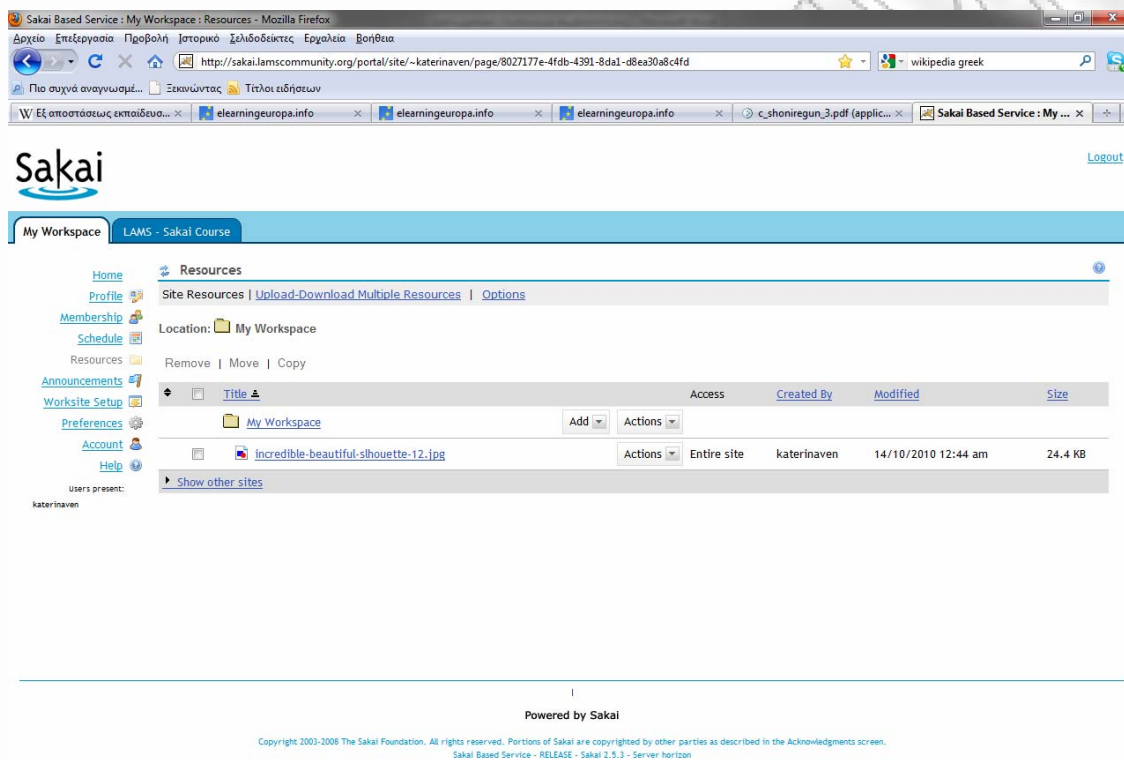 Sakai Based Service : My Workspace : Resources - Mozilla Firefox
Αρχείο Επεξεργασία Προβολή Ιστορικό Σελιδοδείκτες Εργαλεία Βοήθεια
http://sakai.lamscommunity.org/portal/site/~katerinaven/page/8027177e-4fdb-4391-8da1-d8ea30a8c4fd wikipedia greek
Πιο συχνά αναγνωσμέ... Ξεκινώντας Τίτλοι ειδήσεων
W Εξ αποστάσεως εκπαίδευσ... elearningeuropa.info elearningeuropa.info elearningeuropa.info c_shoniregun_3.pdf (applic... Sakai Based Service : My ...
Sakai
Logout
My Workspace LAMS - Sakai Course
Home
Profile
Membership
Schedule
Resources
Announcements
Worksite Setup
Preferences
Account
Help
Users present:
katerinaven
Resources
Site Resources | Upload-Download Multiple Resources | Options
Location: My Workspace
Remove | Move | Copy
Title Access Created By Modified Size
My Workspace Add Actions
incredible-beautiful-slhouette-12.jpg Actions Entire site katerinaven 14/10/2010 12:44 am 24.4 KB
Show other sites
|
Powered by Sakai
Copyright 2003-2008 The Sakai Foundation. All rights reserved. Portions of Sakai are copyrighted by other parties as described in the Acknowledgments screen.
Sakai Based Service - RELEASE - Sakai 2.5.3 - Server horizon